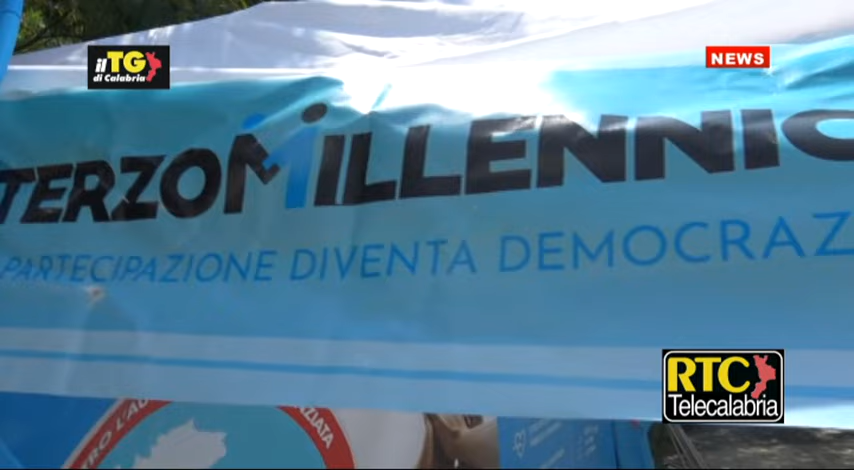 il TG
di Calabria
NEWS
TERZOMILLENNIO
PARTECIPAZIONE DIVENTA DEMOCRAZ
RTC
Telecalabria